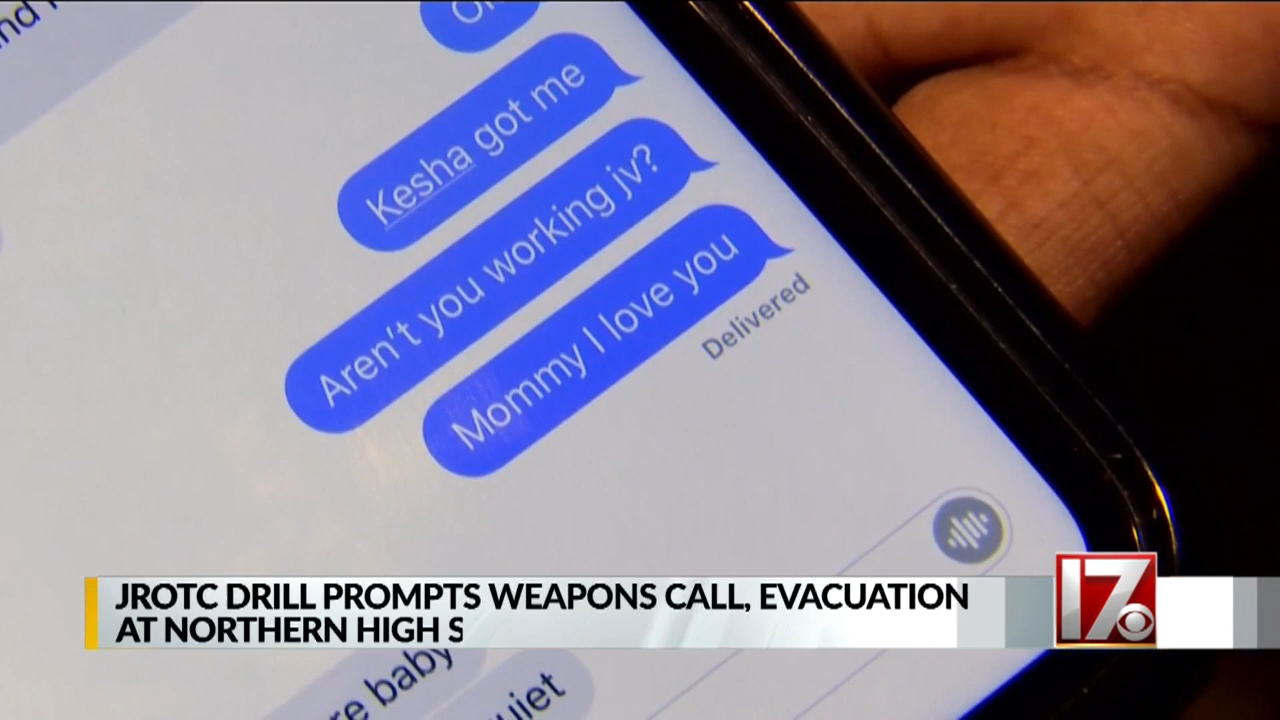 Kesha got me
Aren't you working jv?
Mommy I love you
Delivered
JROTC DRILL PROMPTS WEAPONS CALL, EVACUATION
AT NORTHERN HIGH S
17
baby